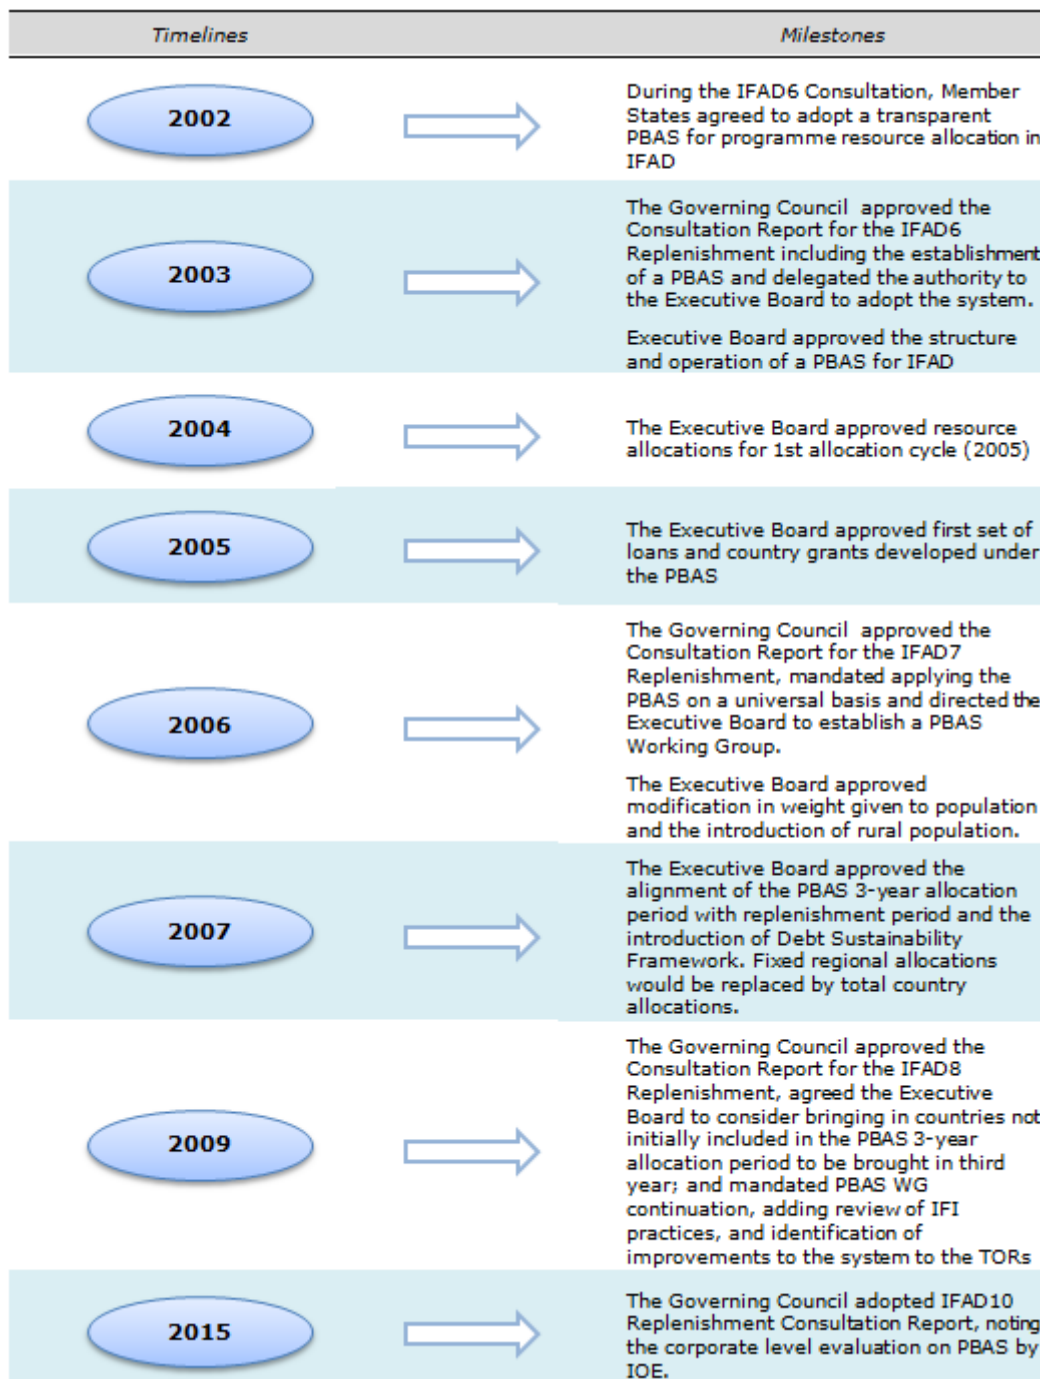 Timelines Milestones
2002
During the IFAD6 Consultation, Member
States agreed to adopt a transparent
PBAS for programme resource allocation in
IFAD
2003
The Governing Council approved the
Consultation Report for the IFAD6
Replenishment including the establishment
of a PBAS and delegated the authority to
the Executive Board to adopt the system.
Executive Board approved the structure
and operation of a PBAS for IFAD
2004
The Executive Board approved resource
allocations for 1st allocation cycle (2005)
2005
The Executive Board approved first set of
loans and country grants developed under
the PBAS
2006
The Governing Council approved the
Consultation Report for the IFAD7
Replenishment, mandated applying the
PBAS on a universal basis and directed the
Executive Board to establish a PBAS
Working Group.
The Executive Board approved
modification in weight given to population
and the introduction of rural population.
2007
The Executive Board approved the
alignment of the PBAS 3-year allocation
period with replenishment period and the
introduction of Debt Sustainability
Framework. Fixed regional allocations
would be replaced by total country
allocations.
2009
The Governing Council approved the
Consultation Report for the IFAD8
Replenishment, agreed the Executive
Board to consider bringing in countries not
initially included in the PBAS 3-year
allocation period to be brought in third
year; and mandated PBAS WG
continuation, adding review of IFI
practices, and identification of
improvements to the system to the TORs
2015
The Governing Council adopted IFAD10
Replenishment Consultation Report, noting
the corporate level evaluation on PBAS by
IOE.